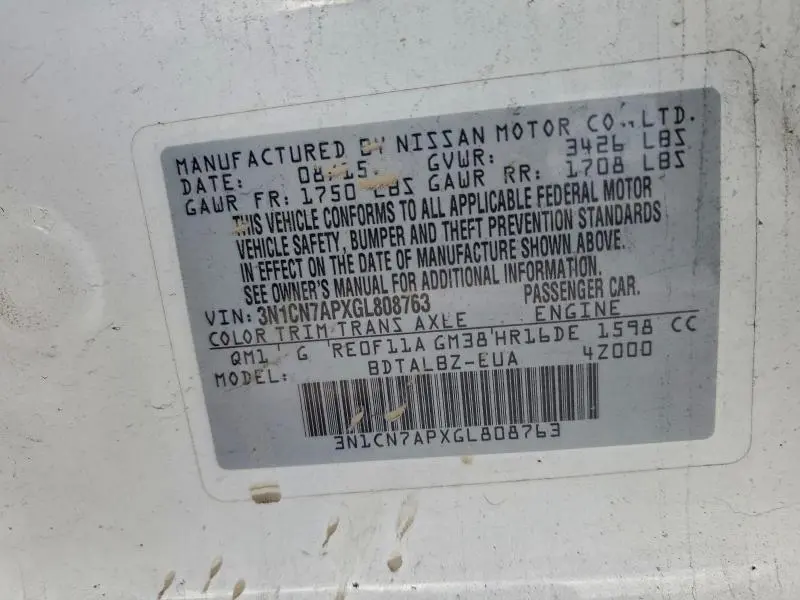 MANUFACTURED BY NISSAN MOTOR CO., LTD.
DATE: 08/15 GVWR: 3426 LBS
GAWR FR: 1750 LBS GAWR RR: 1708 LBS
THIS VEHICLE CONFORMS TO ALL APPLICABLE FEDERAL MOTOR
VEHICLE SAFETY, BUMPER AND THEFT PREVENTION STANDARDS
IN EFFECT ON THE DATE OF MANUFACTURE SHOWN ABOVE.
SEE OWNER'S MANUAL FOR ADDITIONAL INFORMATION.
VIN: 3N1CN7APXGL808763 PASSENGER CAR.
COLOR TRIM TRANS AXLE ENGINE
QM1 G RE0F11A GM38 HR16DE 1598 CC
MODEL: BDTALBZ-EUA 4Z000
3N1CN7APXGL808763